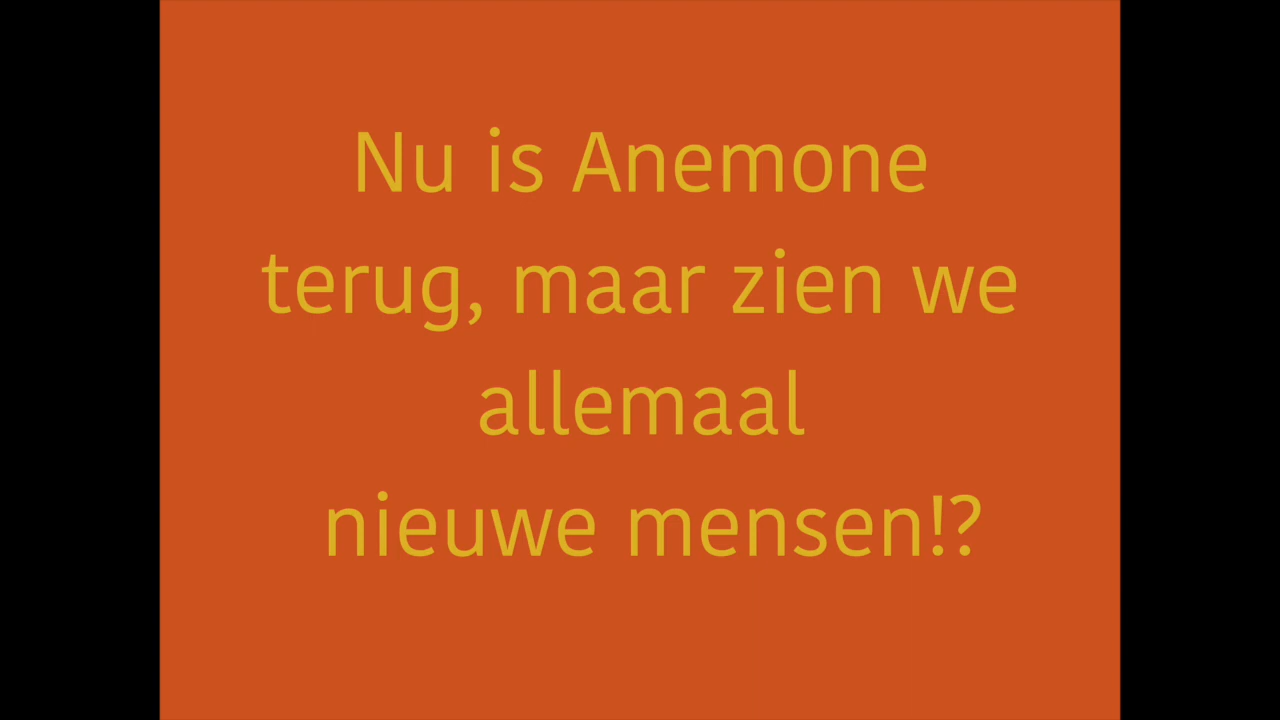 Nu is Anemone
terug, maar zien we
allemaal
nieuwe mensen!?